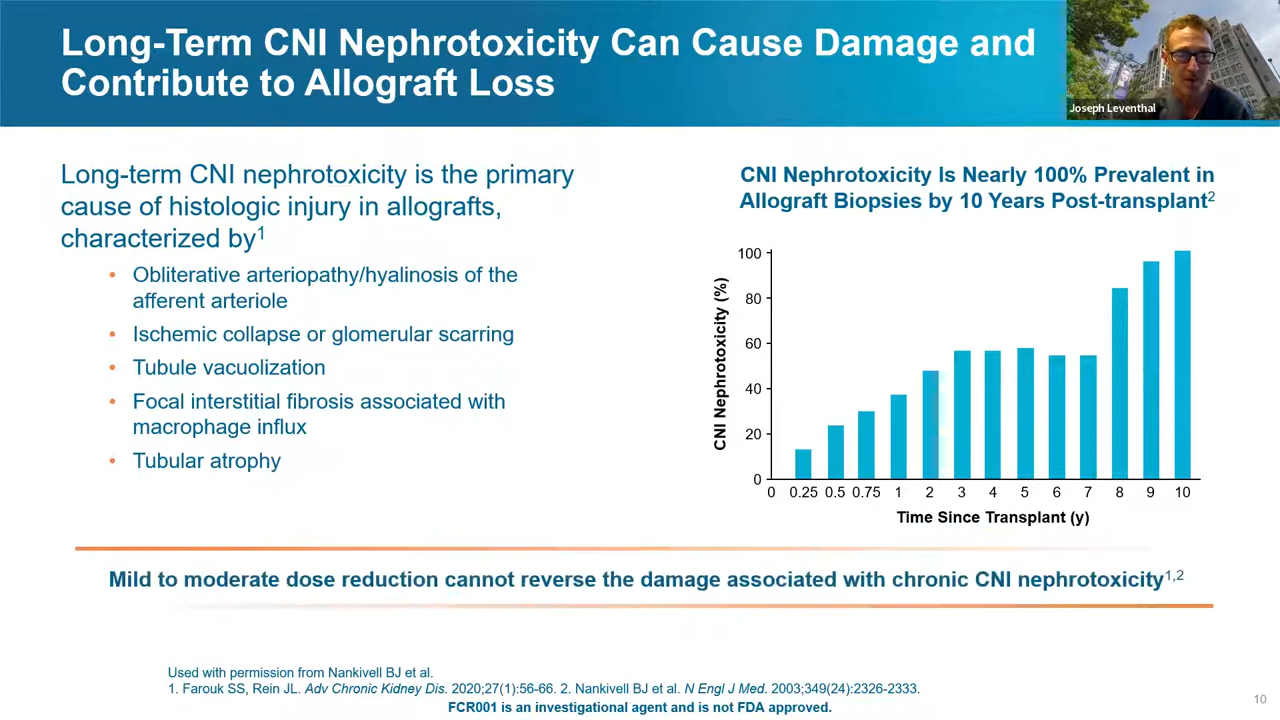 Long-Term CNI Nephrotoxicity Can Cause Damage and
Contribute to Allograft Loss
Joseph Leventhal
Long-term CNI nephrotoxicity is the primary
cause of histologic injury in allografts,
characterized by1
• Obliterative arteriopathy/hyalinosis of the
afferent arteriole
• Ischemic collapse or glomerular scarring
• Tubule vacuolization
• Focal interstitial fibrosis associated with
macrophage influx
• Tubular atrophy
CNI Nephrotoxicity Is Nearly 100% Prevalent in
Allograft Biopsies by 10 Years Post-transplant2
CNI Nephrotoxicity (%)
100
80
60
40
20
0
0 0.25 0.5 0.75 1 2 3 4 5 6 7 8 9 10
Time Since Transplant (y)
Mild to moderate dose reduction cannot reverse the damage associated with chronic CNI nephrotoxicity1,2
Used with permission from Nankivell BJ et al.
1. Farouk SS, Rein JL. Adv Chronic Kidney Dis. 2020;27(1):56-66. 2. Nankivell BJ et al. N Engl J Med. 2003;349(24):2326-2333.
FCR001 is an investigational agent and is not FDA approved.
10